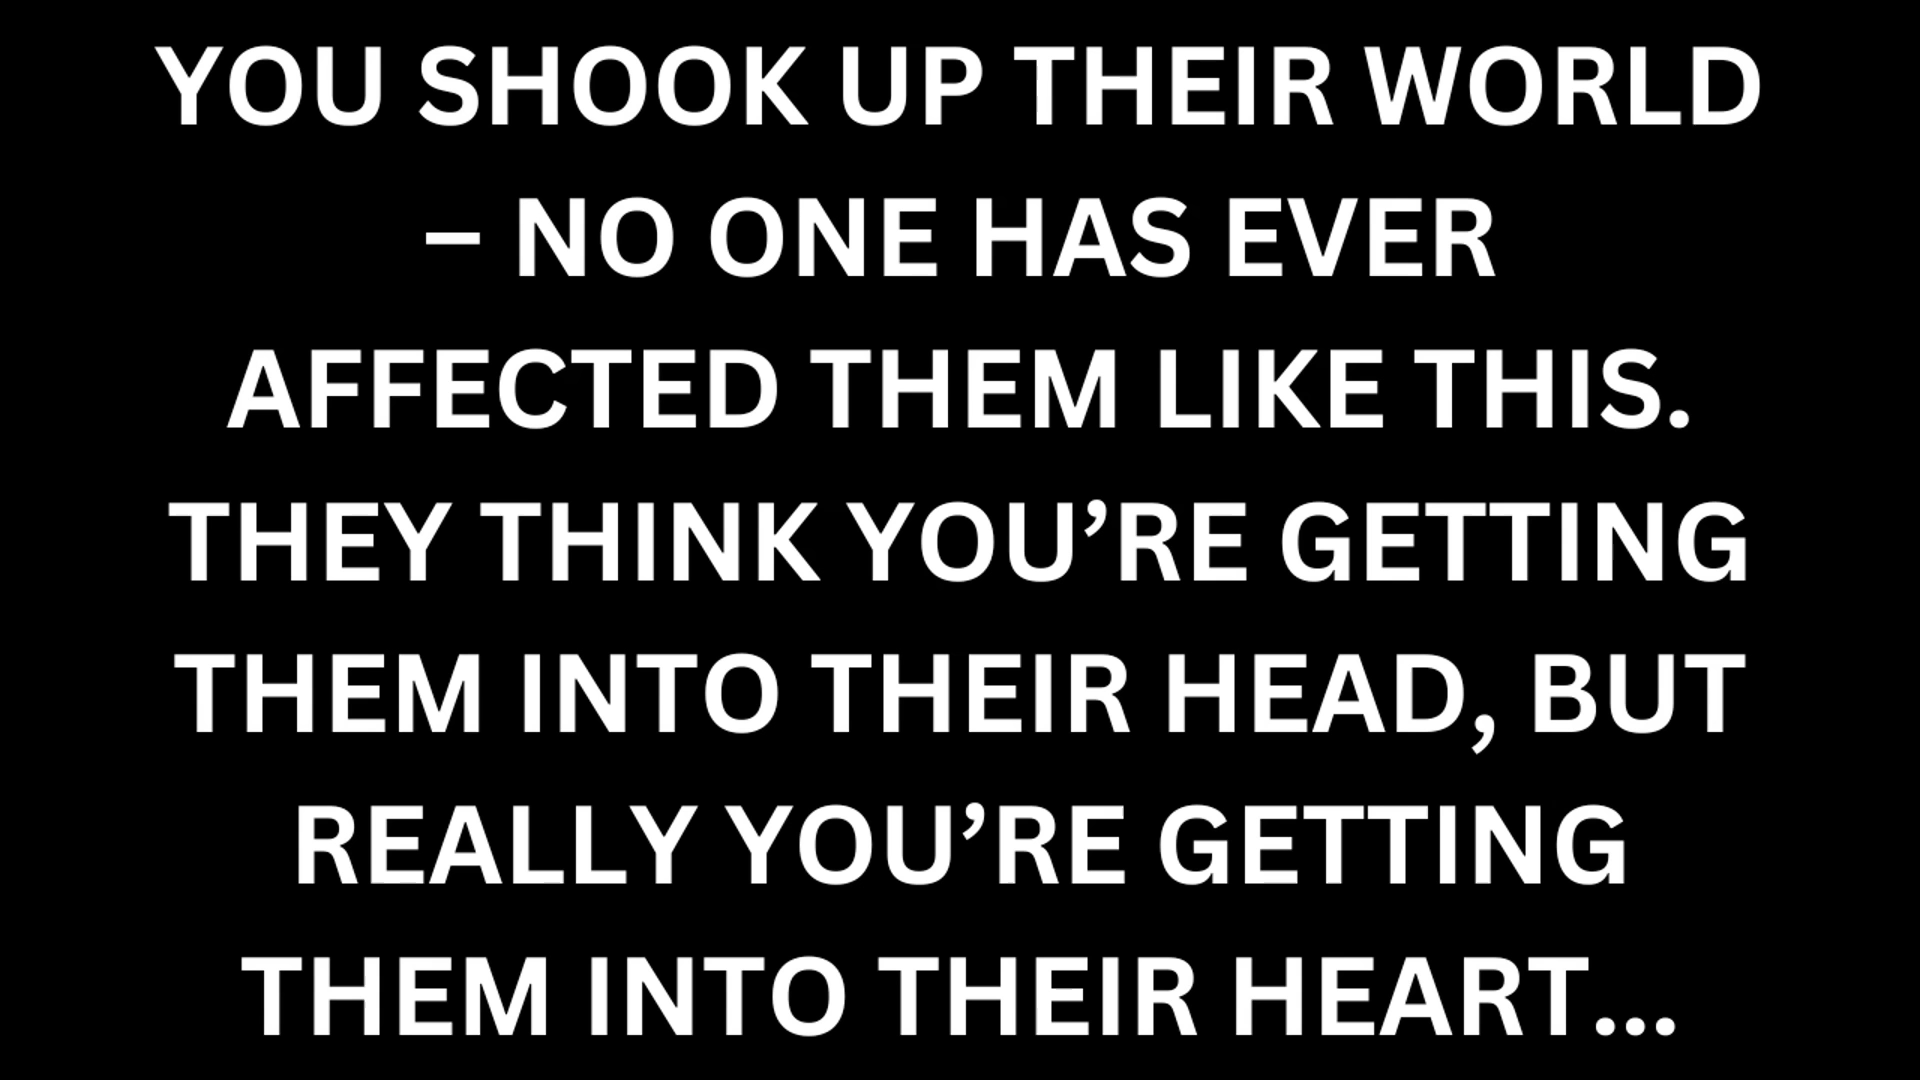 YOU SHOOK UP THEIR WORLD
– NO ONE HAS EVER
AFFECTED THEM LIKE THIS.
THEY THINK YOU’RE GETTING
THEM INTO THEIR HEAD, BUT
REALLY YOU’RE GETTING
THEM INTO THEIR HEART...